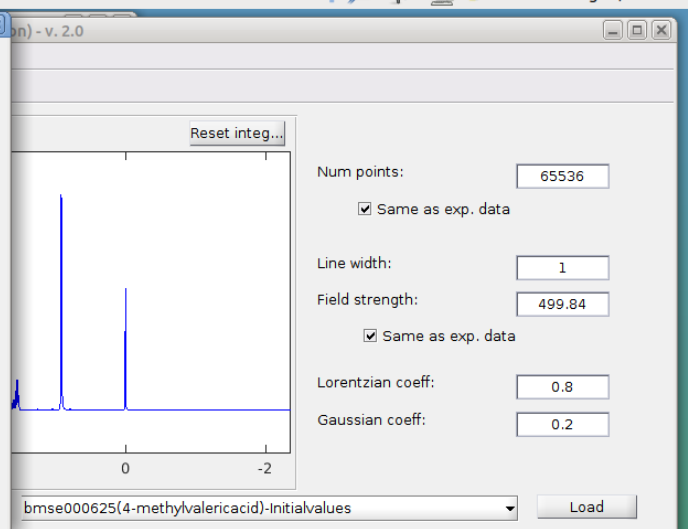 on) - v. 2.0
Reset integ...
Num points:
65536
Same as exp. data
Line width:
1
Field strength:
499.84
Same as exp. data
Lorentzian coeff:
0.8
Gaussian coeff:
0.2
0
-2
bmse000625(4-methylvalericacid)-Initialvalues
Load